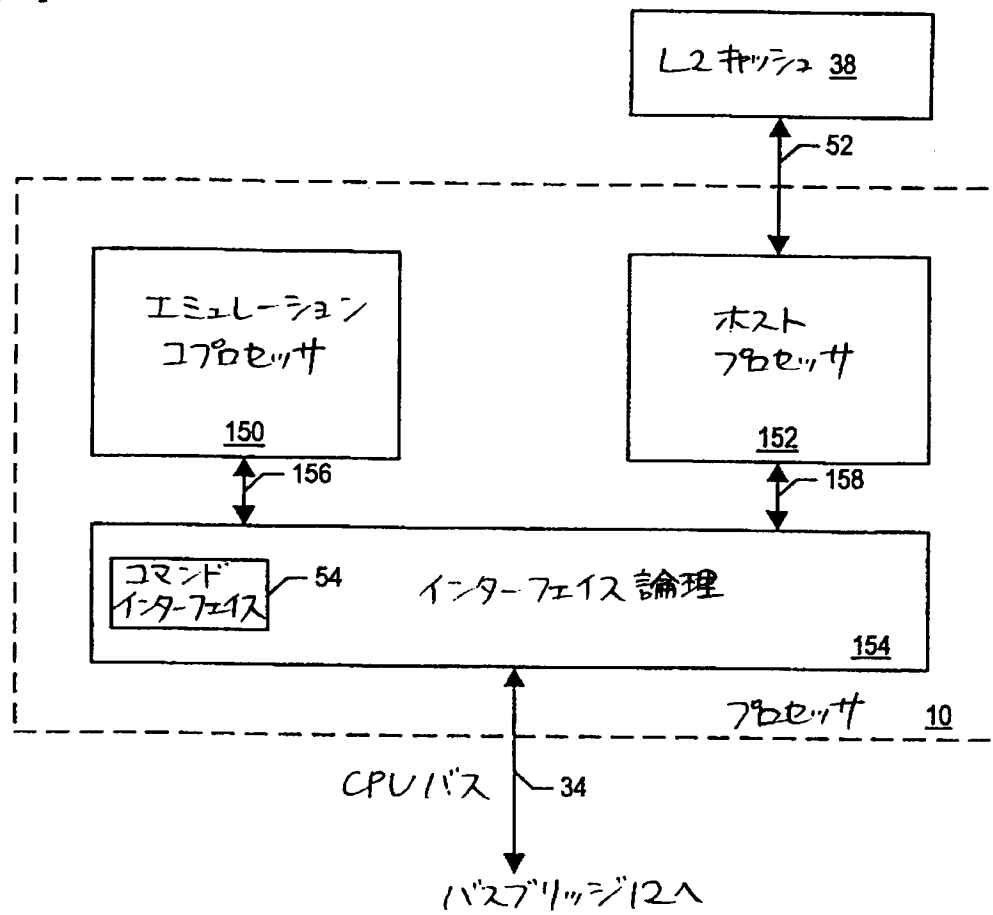 L2キャッシュ 38
52
エミュレーション
コプロセッサ
150
ホスト
プロセッサ
152
156
158
コマンド
インターフェイス
54
インターフェイス論理
154
プロセッサ 10
CPUバス
34
バスブリッジ12へ